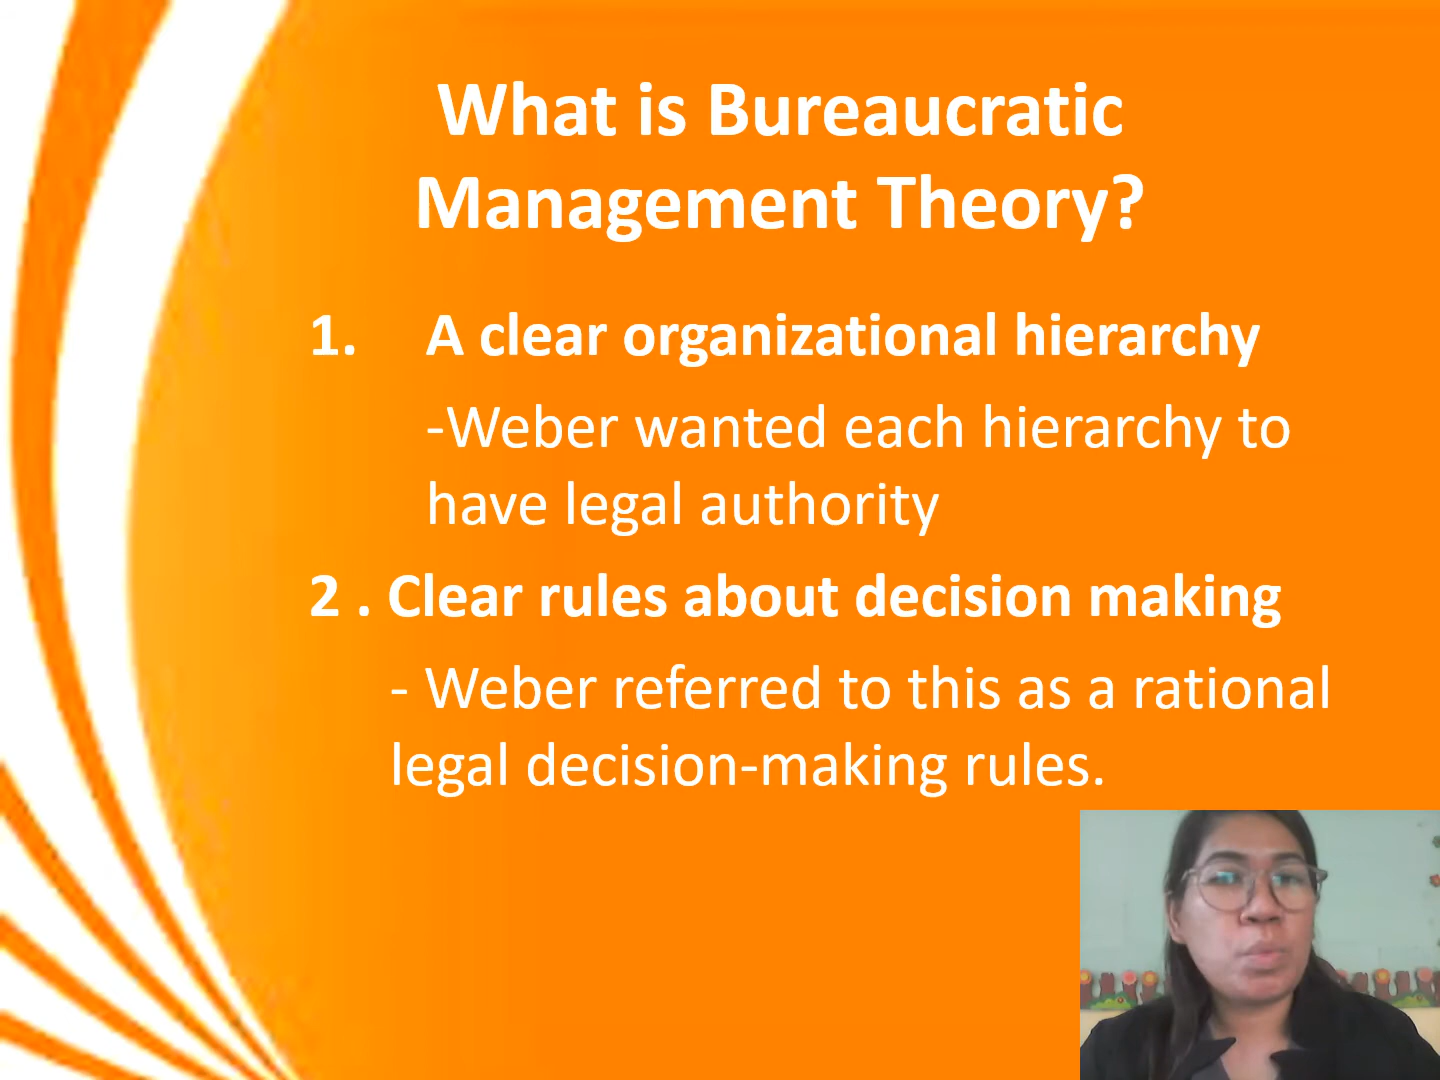 What is Bureaucratic
Management Theory?
1. A clear organizational hierarchy
-Weber wanted each hierarchy to
have legal authority
2 . Clear rules about decision making
- Weber referred to this as a rational
legal decision-making rules.